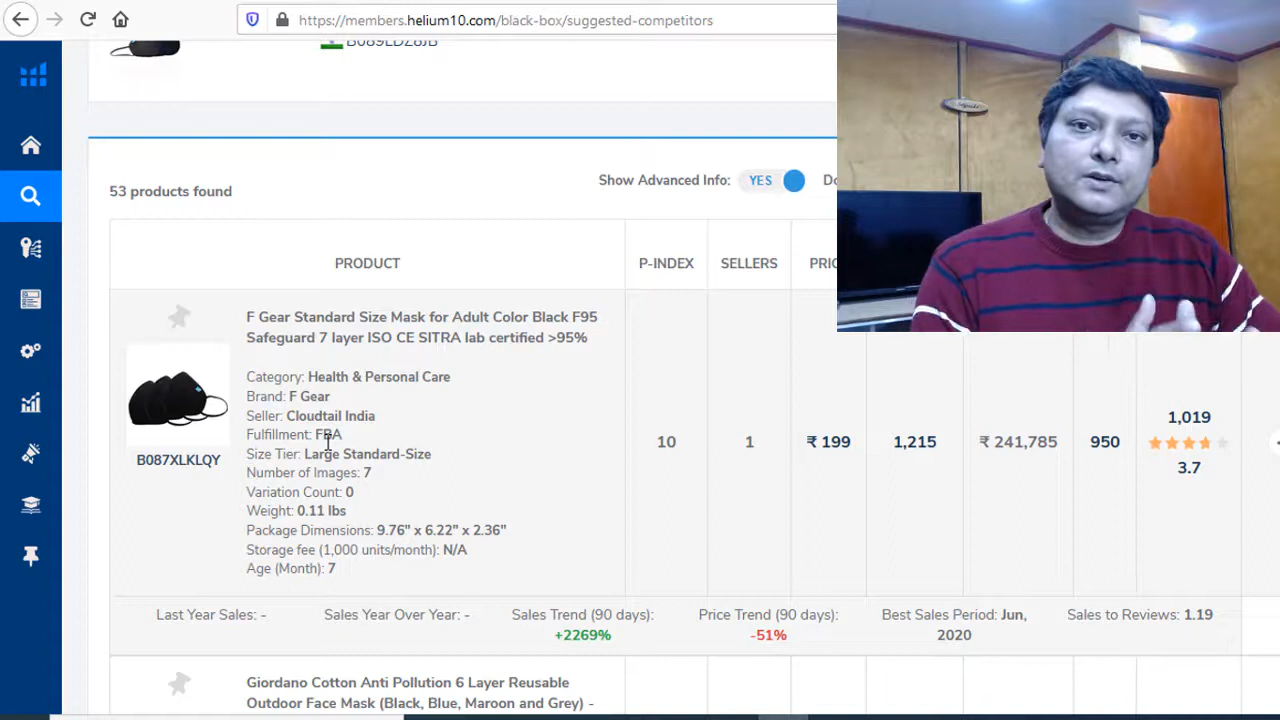 https://members.helium10.com/black-box/suggested-competitors
B089LDZ8JB
53 products found
Show Advanced Info: YES
PRODUCT
P-INDEX
SELLERS
F Gear Standard Size Mask for Adult Color Black F95
Safeguard 7 layer ISO CE SITRA lab certified >95%
Category: Health & Personal Care
Brand: F Gear
Seller: Cloudtail India
Fulfillment: FBA
Size Tier: Large Standard-Size
Number of Images: 7
Variation Count: 0
Weight: 0.11 lbs
Package Dimensions: 9.76" x 6.22" x 2.36"
Storage fee (1,000 units/month): N/A
Age (Month): 7
B087XLKLQY
10
1
₹ 199
1,215
₹ 241,785
950
1,019
3.7
Last Year Sales: -
Sales Year Over Year: -
Sales Trend (90 days):
+2269%
Price Trend (90 days):
-51%
Best Sales Period: Jun,
2020
Sales to Reviews: 1.19
Giordano Cotton Anti Pollution 6 Layer Reusable
Outdoor Face Mask (Black, Blue, Maroon and Grey) -